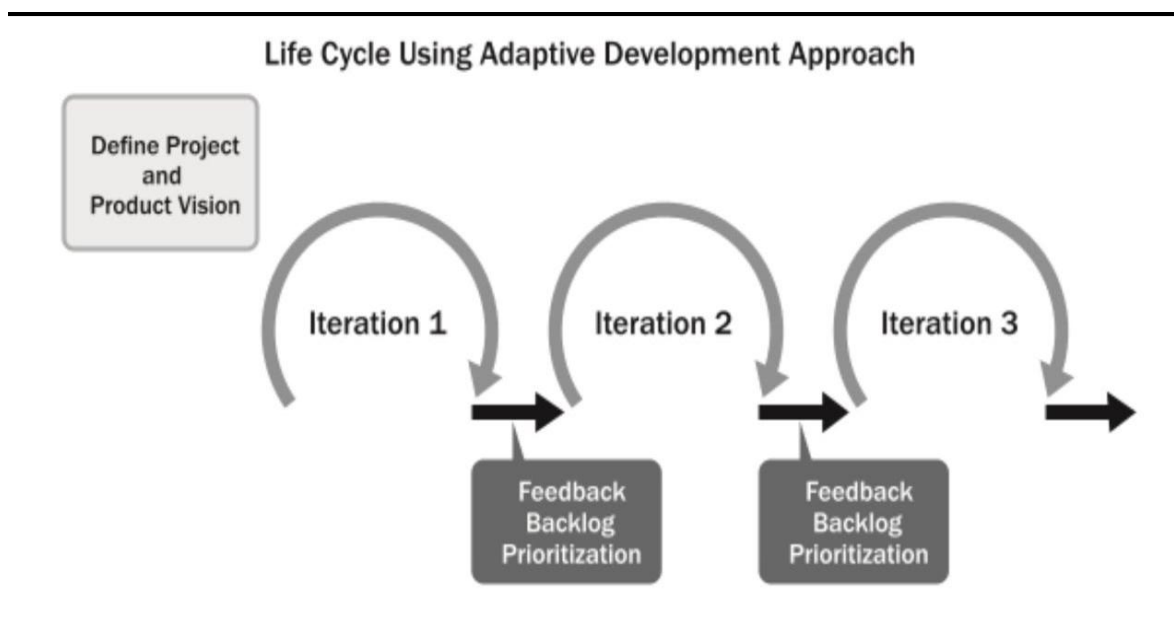 Life Cycle Using Adaptive Development Approach
Define Project
and
Product Vision
Iteration 1
Iteration 2
Iteration 3
Feedback
Backlog
Prioritization
Feedback
Backlog
Prioritization